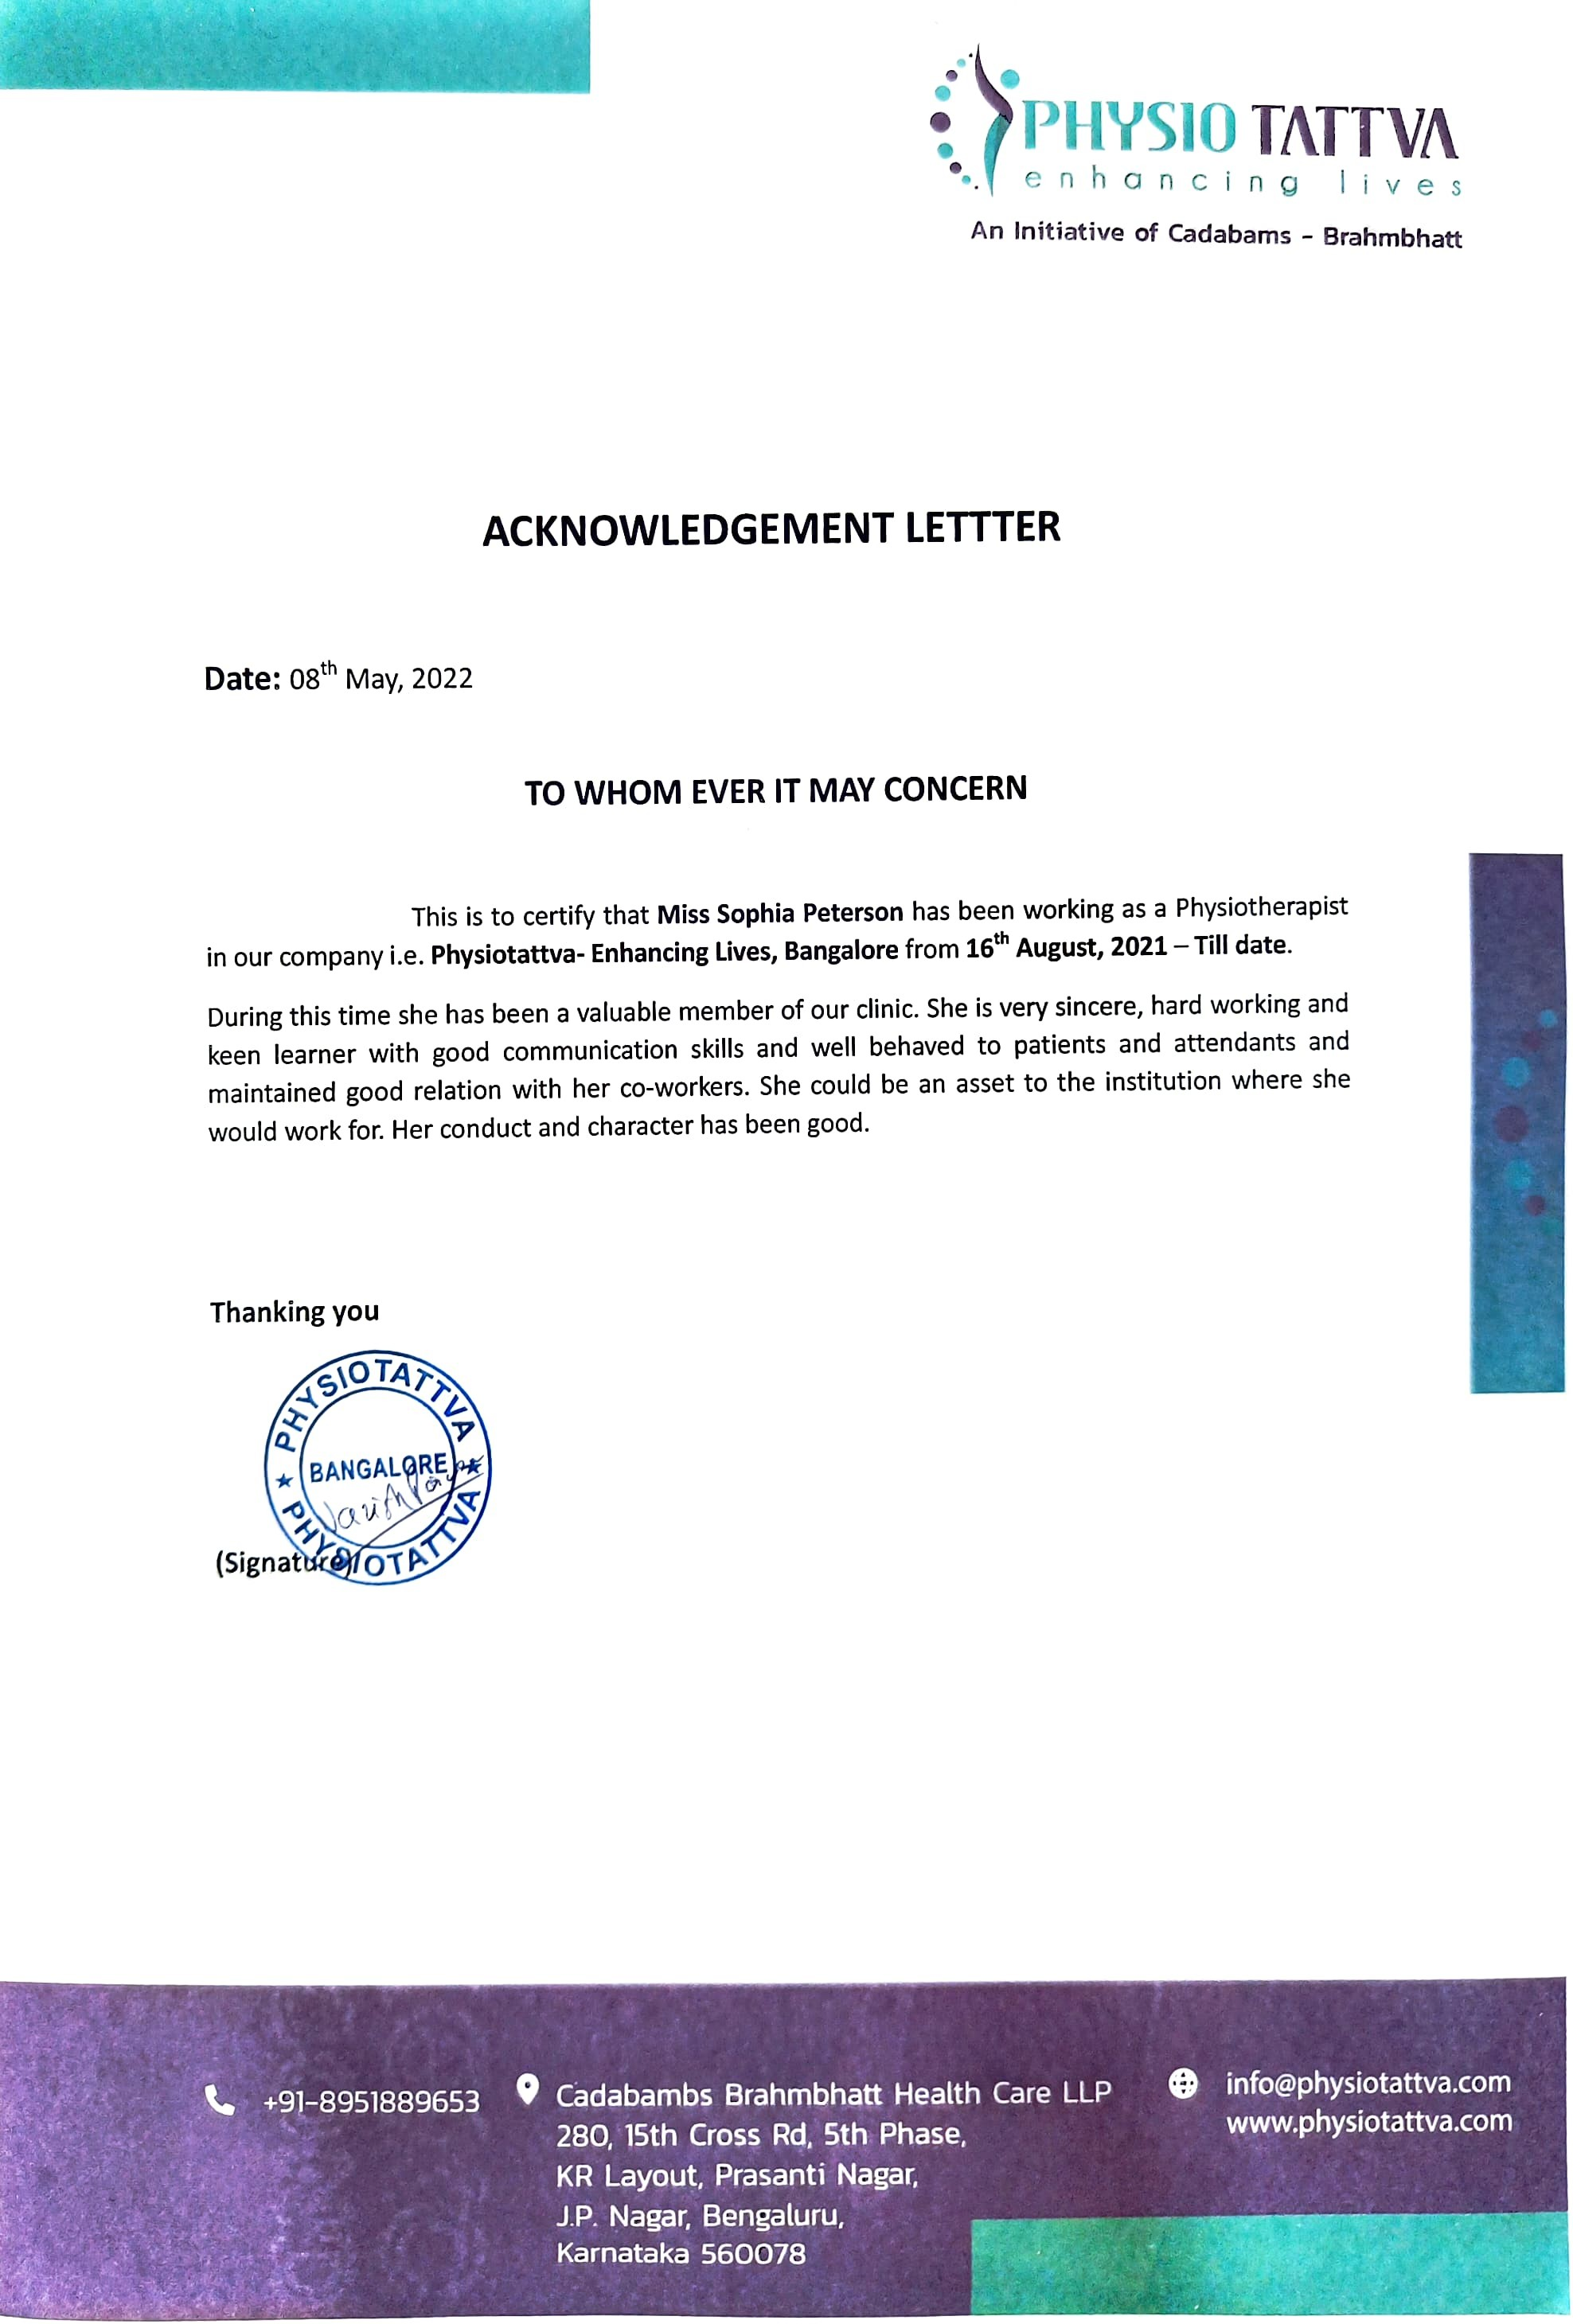 PHYSIO TATTVA
enhancing lives
An Initiative of Cadabams - Brahmbhatt
ACKNOWLEDGEMENT LETTTER
Date: 08th May, 2022
TO WHOM EVER IT MAY CONCERN
This is to certify that Miss Sophia Peterson has been working as a Physiotherapist
in our company i.e. Physiotattva- Enhancing Lives, Bangalore from 16th August, 2021 – Till date.
During this time she has been a valuable member of our clinic. She is very sincere, hard working and
keen learner with good communication skills and well behaved to patients and attendants and
maintained good relation with her co-workers. She could be an asset to the institution where she
would work for. Her conduct and character has been good.
Thanking you
PHYSIOTATTVA
BANGALORE
PHYSIOTATTVA
(Signature)
+91-8951889653
Cadabambs Brahmbhatt Health Care LLP
280, 15th Cross Rd, 5th Phase,
KR Layout, Prasanti Nagar,
J.P. Nagar, Bengaluru,
Karnataka 560078
info@physiotattva.com
www.physiotattva.com